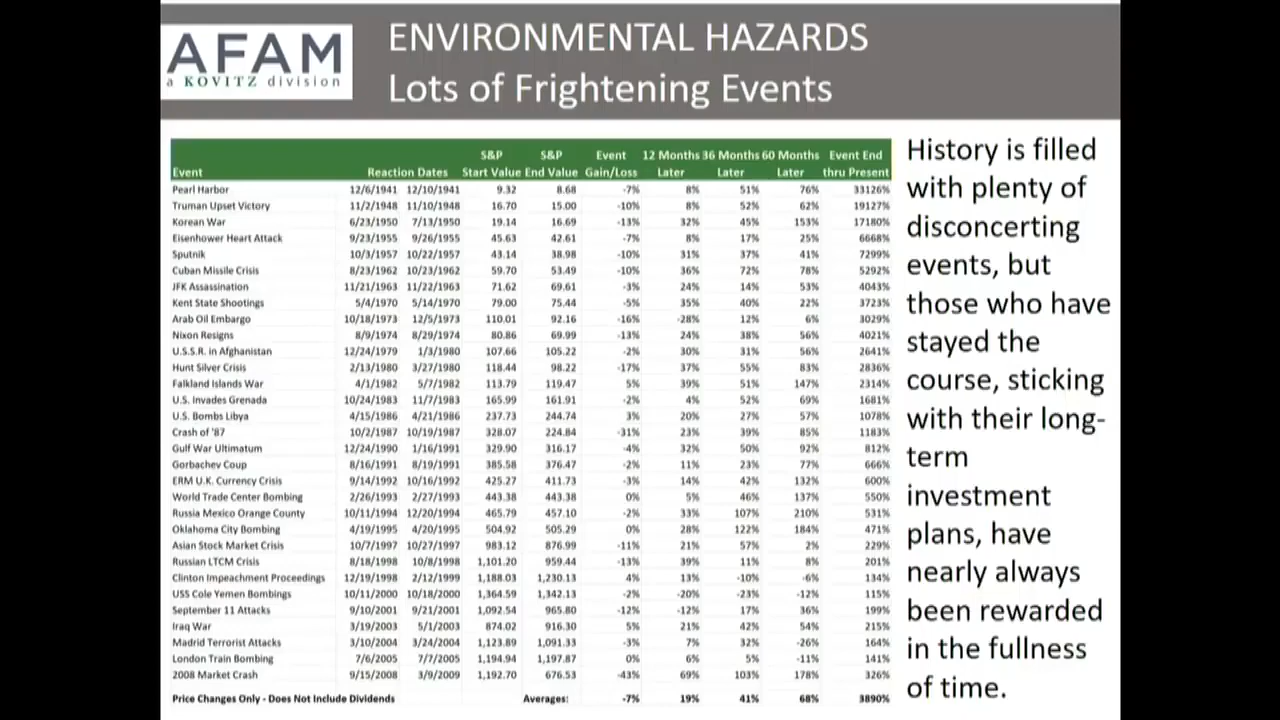 AFAM
a KOVITZ division
ENVIRONMENTAL HAZARDS
Lots of Frightening Events
S&P S&P Event 12 Months 36 Months 60 Months Event End
Event Reaction Dates Start Value End Value Gain/Loss Later Later Later thru Present
Pearl Harbor 12/6/1941 12/10/1941 9.32 8.68 -7% 8% 51% 76% 33126%
Truman Upset Victory 11/2/1948 11/10/1948 16.70 15.00 -10% 8% 52% 62% 19127%
Korean War 6/23/1950 7/13/1950 19.14 16.69 -13% 32% 45% 153% 17180%
Eisenhower Heart Attack 9/23/1955 9/26/1955 45.63 42.61 -7% 8% 17% 25% 6668%
Sputnik 10/3/1957 10/22/1957 43.14 38.98 -10% 31% 37% 41% 7299%
Cuban Missile Crisis 8/23/1962 10/23/1962 59.70 53.49 -10% 36% 72% 78% 5292%
JFK Assassination 11/21/1963 11/22/1963 71.62 69.61 -3% 24% 14% 53% 4043%
Kent State Shootings 5/4/1970 5/14/1970 79.00 75.44 -5% 35% 40% 22% 3723%
Arab Oil Embargo 10/18/1973 12/5/1973 110.01 92.16 -16% -28% 12% 6% 3029%
Nixon Resigns 8/9/1974 8/29/1974 80.86 69.99 -13% 24% 38% 56% 4021%
U.S.S.R. in Afghanistan 12/24/1979 1/3/1980 107.66 105.22 -2% 30% 31% 56% 2641%
Hunt Silver Crisis 2/13/1980 3/27/1980 118.44 98.22 -17% 37% 55% 83% 2836%
Falkland Islands War 4/1/1982 5/7/1982 113.79 119.47 5% 39% 51% 147% 2314%
U.S. Invades Grenada 10/24/1983 11/7/1983 165.99 161.91 -2% 4% 52% 69% 1681%
U.S. Bombs Libya 4/15/1986 4/21/1986 237.73 244.74 3% 20% 27% 57% 1078%
Crash of '87 10/2/1987 10/19/1987 328.07 224.84 -31% 23% 39% 85% 1183%
Gulf War Ultimatum 12/24/1990 1/16/1991 329.90 316.17 -4% 32% 50% 92% 812%
Gorbachev Coup 8/16/1991 8/19/1991 385.58 376.47 -2% 11% 23% 77% 666%
ERM U.K. Currency Crisis 9/14/1992 10/16/1992 425.27 411.73 -3% 14% 42% 132% 600%
World Trade Center Bombing 2/26/1993 2/27/1993 443.38 443.38 0% 5% 46% 137% 550%
Russia Mexico Orange County 10/11/1994 12/20/1994 465.79 457.10 -2% 33% 107% 210% 531%
Oklahoma City Bombing 4/19/1995 4/20/1995 504.92 505.29 0% 28% 122% 184% 471%
Asian Stock Market Crisis 10/7/1997 10/27/1997 983.12 876.99 -11% 21% 57% 2% 229%
Russian LTCM Crisis 8/18/1998 10/8/1998 1,101.20 959.44 -13% 39% 11% 8% 201%
Clinton Impeachment Proceedings 12/19/1998 2/12/1999 1,188.03 1,230.13 4% 13% -10% -6% 134%
USS Cole Yemen Bombings 10/11/2000 10/18/2000 1,364.59 1,342.13 -2% -20% -23% -12% 115%
September 11 Attacks 9/10/2001 9/21/2001 1,092.54 965.80 -12% -12% 17% 36% 199%
Iraq War 3/19/2003 5/1/2003 874.02 916.30 5% 21% 42% 54% 215%
Madrid Terrorist Attacks 3/10/2004 3/24/2004 1,123.89 1,091.33 -3% 7% 32% -26% 164%
London Train Bombing 7/6/2005 7/7/2005 1,194.94 1,197.87 0% 6% 5% -11% 141%
2008 Market Crash 9/15/2008 3/9/2009 1,192.70 676.53 -43% 69% 103% 178% 326%
Price Changes Only - Does Not Include Dividends Averages: -7% 19% 41% 68% 3890%
History is filled
with plenty of
disconcerting
events, but
those who have
stayed the
course, sticking
with their long-
term
investment
plans, have
nearly always
been rewarded
in the fullness
of time.